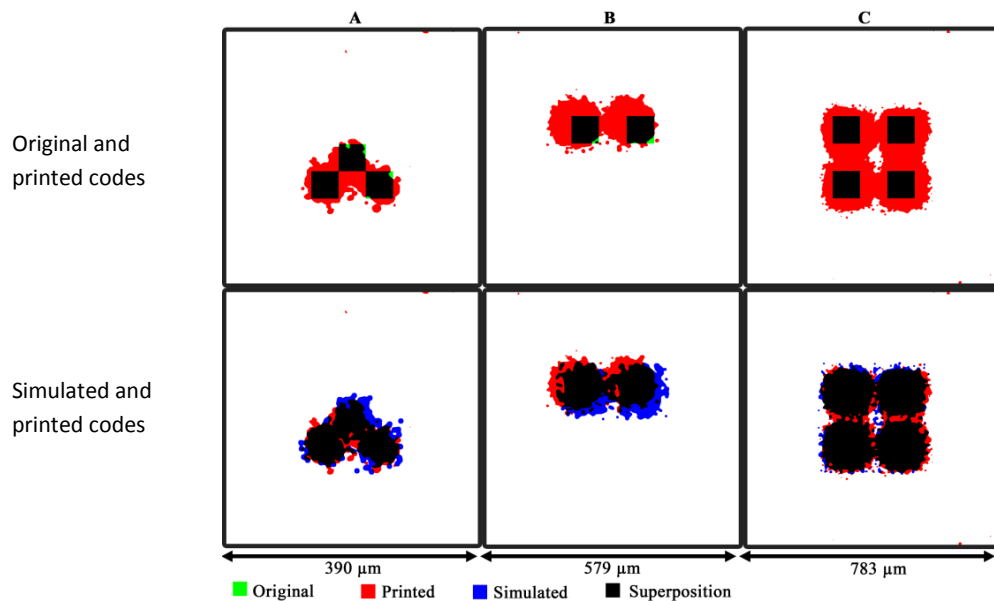 A B C
Original and
printed codes
Simulated and
printed codes
390 µm 579 µm 783 µm
Original Printed Simulated Superposition